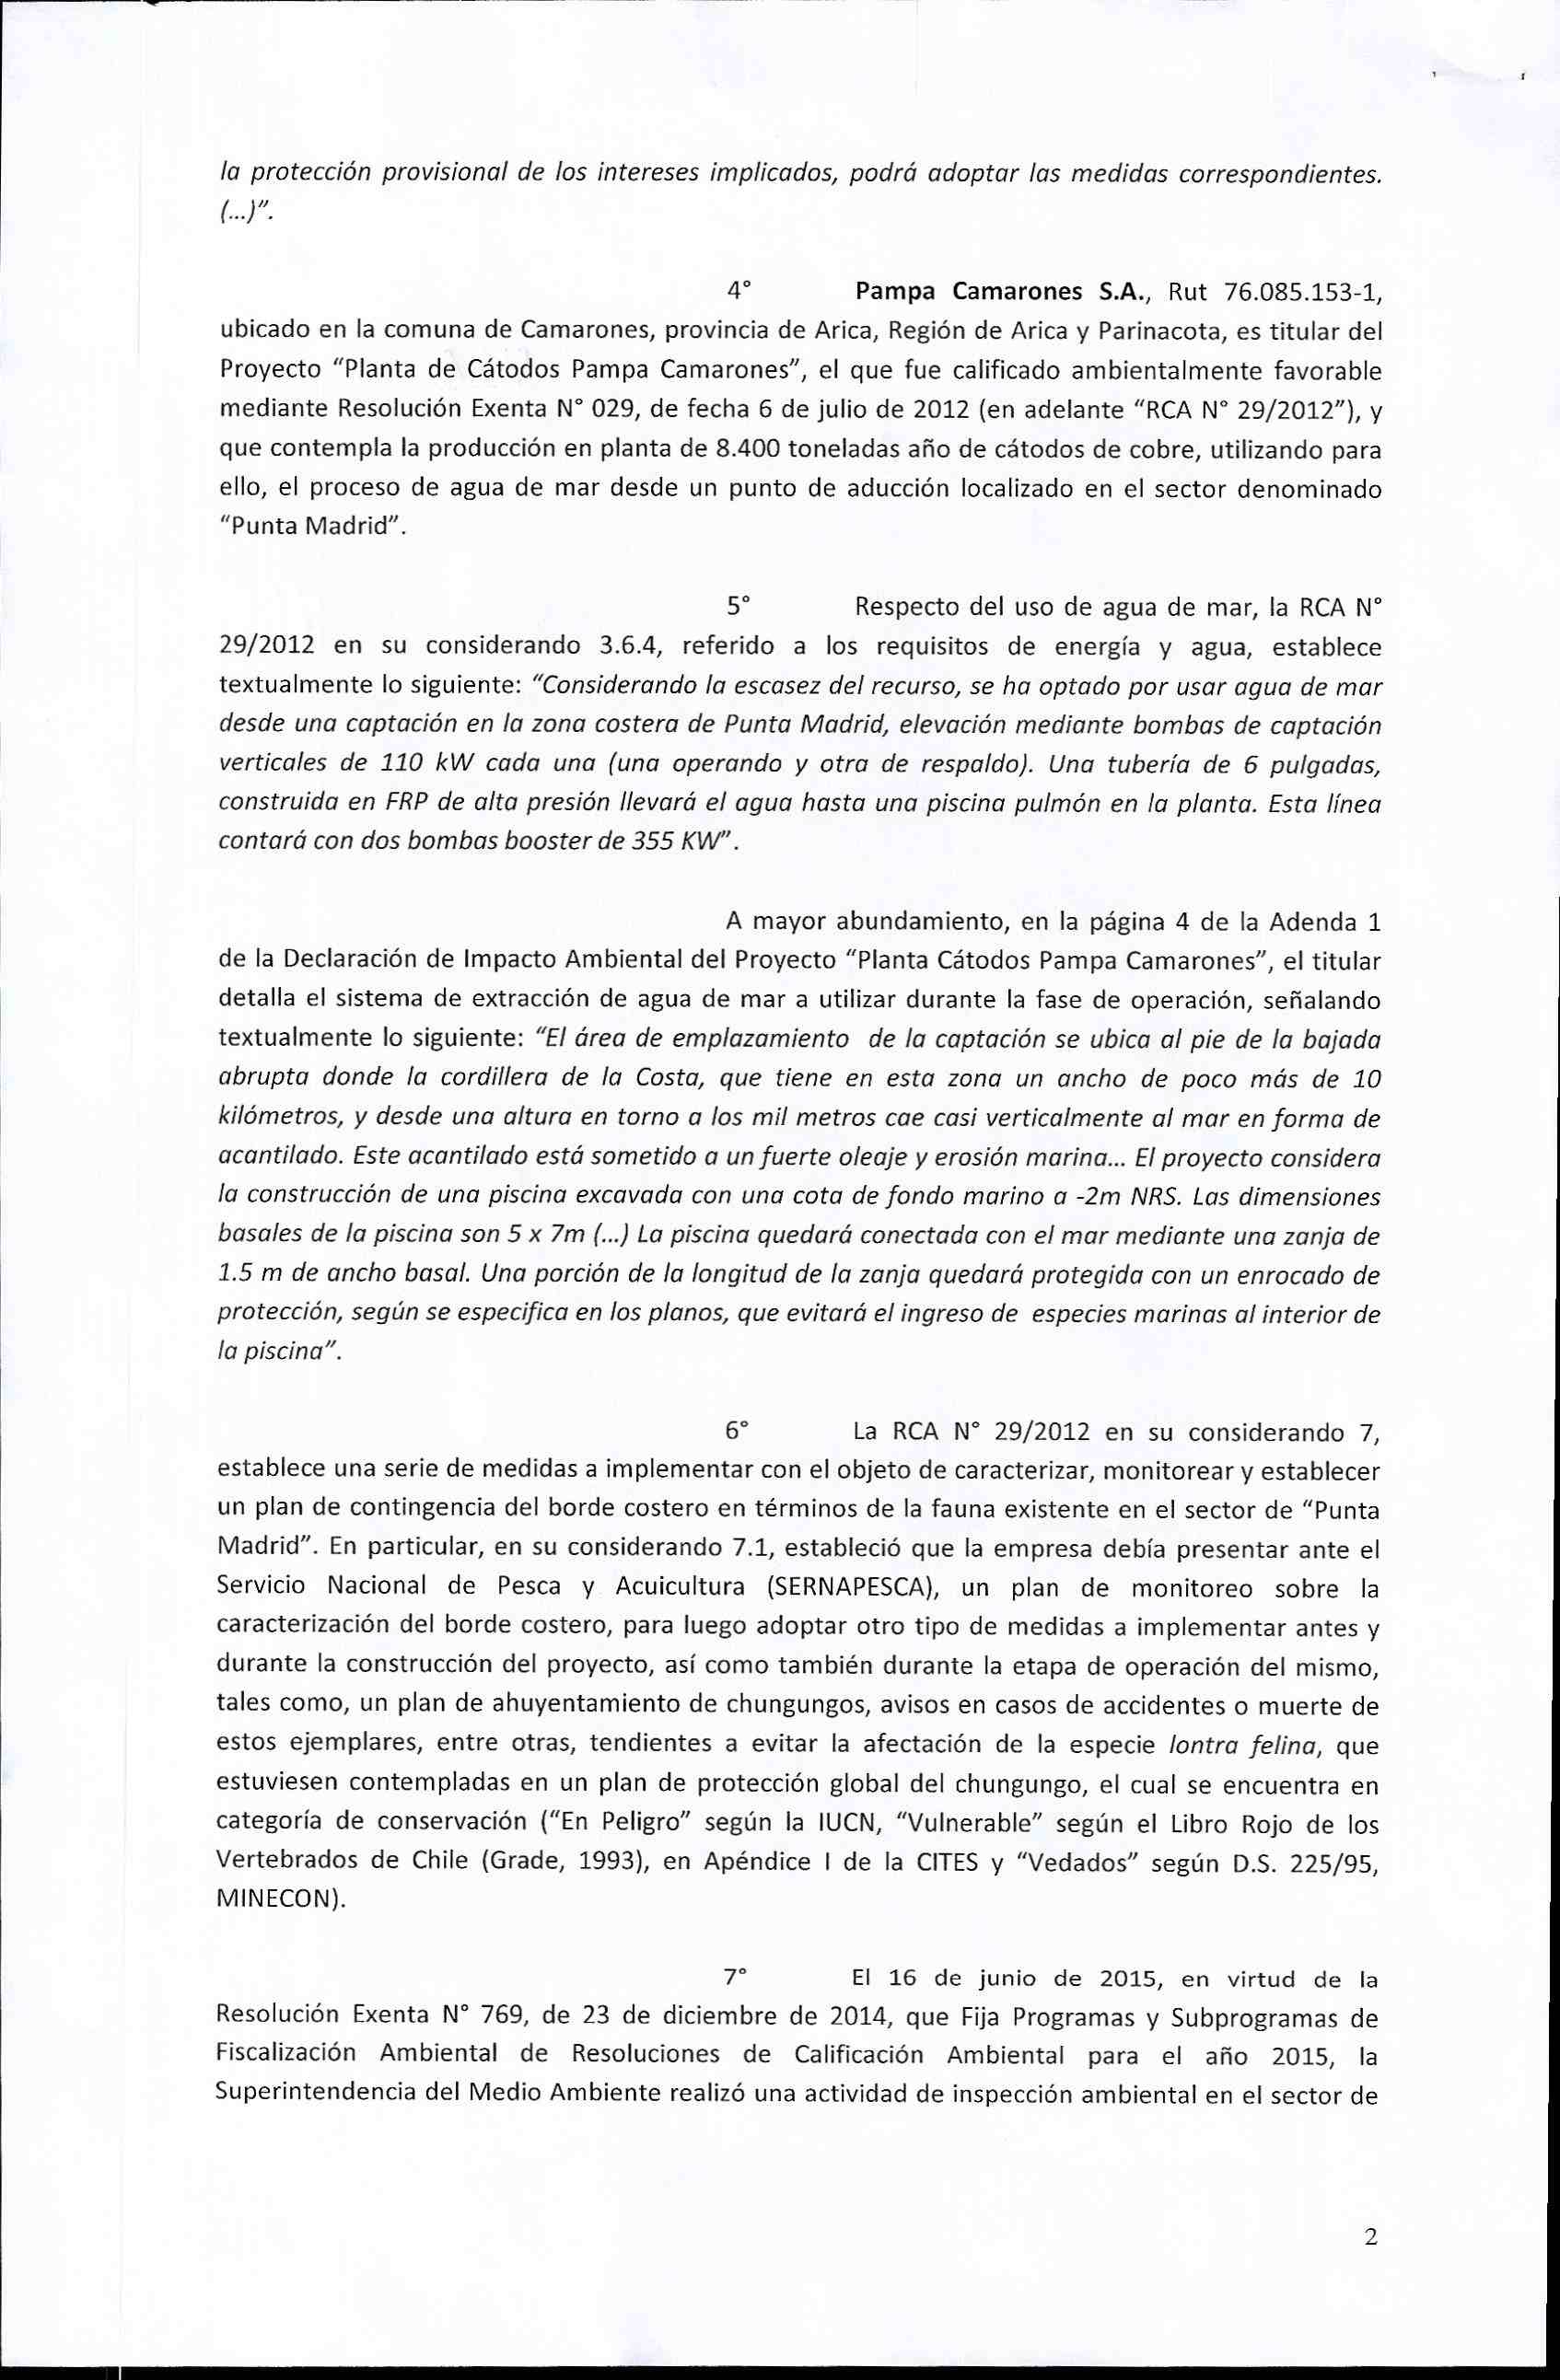 la protección provisional de los intereses implicados, podrá adoptar las medidas correspondientes.
(...)”.
4° Pampa Camarones S.A., Rut 76.085.153-1,
ubicado en la comuna de Camarones, provincia de Arica, Región de Arica y Parinacota, es titular del
Proyecto “Planta de Cátodos Pampa Camarones”, el que fue calificado ambientalmente favorable
mediante Resolución Exenta N° 029, de fecha 6 de julio de 2012 (en adelante “RCA N° 29/2012”), y
que contempla la producción en planta de 8.400 toneladas año de cátodos de cobre, utilizando para
ello, el proceso de agua de mar desde un punto de aducción localizado en el sector denominado
“Punta Madrid”.
5° Respecto del uso de agua de mar, la RCA N°
29/2012 en su considerando 3.6.4, referido a los requisitos de energía y agua, establece
textualmente lo siguiente: “Considerando la escasez del recurso, se ha optado por usar agua de mar
desde una captación en la zona costera de Punta Madrid, elevación mediante bombas de captación
verticales de 110 kW cada una (una operando y otra de respaldo). Una tubería de 6 pulgadas,
construida en FRP de alta presión llevará el agua hasta una piscina pulmón en la planta. Esta línea
contará con dos bombas booster de 355 KW”.
A mayor abundamiento, en la página 4 de la Adenda 1
de la Declaración de Impacto Ambiental del Proyecto “Planta Cátodos Pampa Camarones”, el titular
detalla el sistema de extracción de agua de mar a utilizar durante la fase de operación, señalando
textualmente lo siguiente: “El área de emplazamiento de la captación se ubica al pie de la bajada
abrupta donde la cordillera de la Costa, que tiene en esta zona un ancho de poco más de 10
kilómetros, y desde una altura en torno a los mil metros cae casi verticalmente al mar en forma de
acantilado. Este acantilado está sometido a un fuerte oleaje y erosión marina... El proyecto considera
la construcción de una piscina excavada con una cota de fondo marino a -2m NRS. Las dimensiones
basales de la piscina son 5 x 7m (...) La piscina quedará conectada con el mar mediante una zanja de
1.5 m de ancho basal. Una porción de la longitud de la zanja quedará protegida con un enrocado de
protección, según se especifica en los planos, que evitará el ingreso de especies marinas al interior de
la piscina”.
6° La RCA N° 29/2012 en su considerando 7,
establece una serie de medidas a implementar con el objeto de caracterizar, monitorear y establecer
un plan de contingencia del borde costero en términos de la fauna existente en el sector de “Punta
Madrid”. En particular, en su considerando 7.1, estableció que la empresa debía presentar ante el
Servicio Nacional de Pesca y Acuicultura (SERNAPESCA), un plan de monitoreo sobre la
caracterización del borde costero, para luego adoptar otro tipo de medidas a implementar antes y
durante la construcción del proyecto, así como también durante la etapa de operación del mismo,
tales como, un plan de ahuyentamiento de chungungos, avisos en casos de accidentes o muerte de
estos ejemplares, entre otras, tendientes a evitar la afectación de la especie lontra felina, que
estuviesen contempladas en un plan de protección global del chungungo, el cual se encuentra en
categoría de conservación (“En Peligro” según la IUCN, “Vulnerable” según el Libro Rojo de los
Vertebrados de Chile (Grade, 1993), en Apéndice I de la CITES y “Vedados” según D.S. 225/95,
MINECON).
7° El 16 de junio de 2015, en virtud de la
Resolución Exenta N° 769, de 23 de diciembre de 2014, que Fija Programas y Subprogramas de
Fiscalización Ambiental de Resoluciones de Calificación Ambiental para el año 2015, la
Superintendencia del Medio Ambiente realizó una actividad de inspección ambiental en el sector de
2